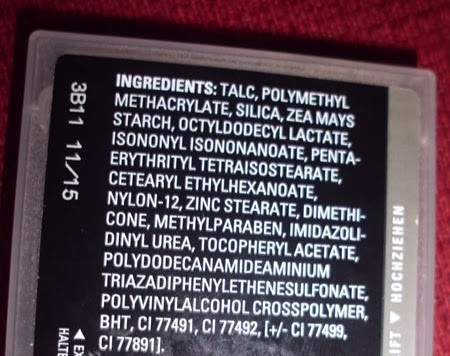 INGREDIENTS: TALC, POLYMETHYL
METHACRYLATE, SILICA, ZEA MAYS
STARCH, OCTYLDODECYL LACTATE,
ISONONYL ISONONANOATE, PENTA-
ERYTHRITYL TETRAISOSTEARATE,
CETEARYL ETHYLHEXANOATE,
NYLON-12, ZINC STEARATE, DIMETHI-
CONE, METHYLPARABEN, IMIDAZOLI-
DINYL UREA, TOCOPHERYL ACETATE,
POLYDODECANAMIDEAMINIUM
TRIAZADIPHENYLETHENESULFONATE,
POLYVINYLALCOHOL CROSSPOLYMER,
BHT, CI 77491, CI 77492, [+/- CI 77499,
CI 77891].
3B11 11/15
▼ HOCHZIEHEN